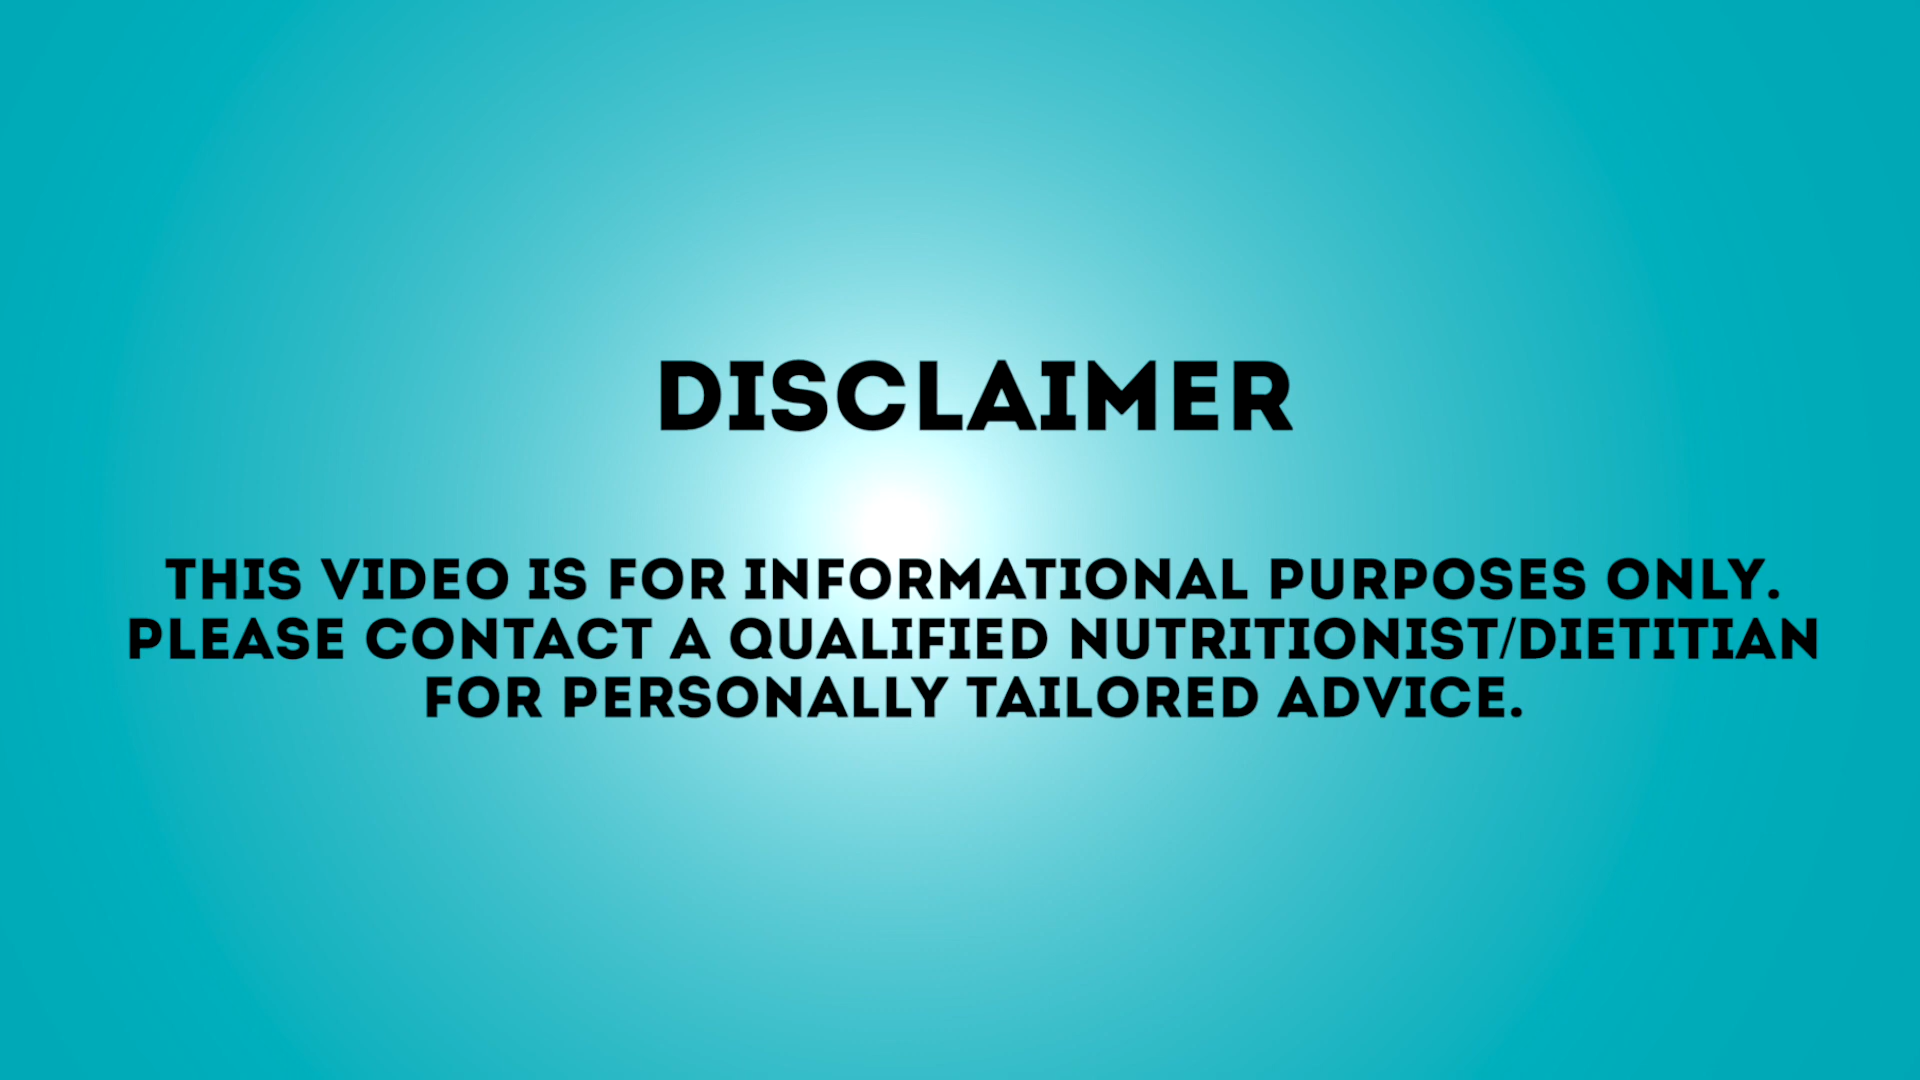 DISCLAIMER
THIS VIDEO IS FOR INFORMATIONAL PURPOSES ONLY.
PLEASE CONTACT A QUALIFIED NUTRITIONIST/DIETITIAN
FOR PERSONALLY TAILORED ADVICE.